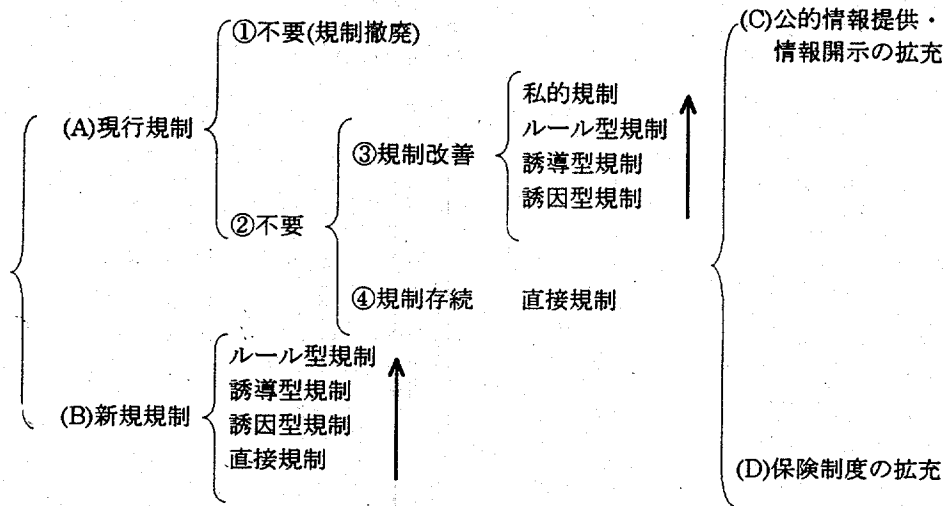 (A)現行規制
①不要(規制撤廃)
②不要
③規制改善
私的規制
ルール型規制
誘導型規制
誘因型規制
④規制存続
直接規制
(B)新規規制
ルール型規制
誘導型規制
誘因型規制
直接規制
(C)公的情報提供・
情報開示の拡充
(D)保険制度の拡充